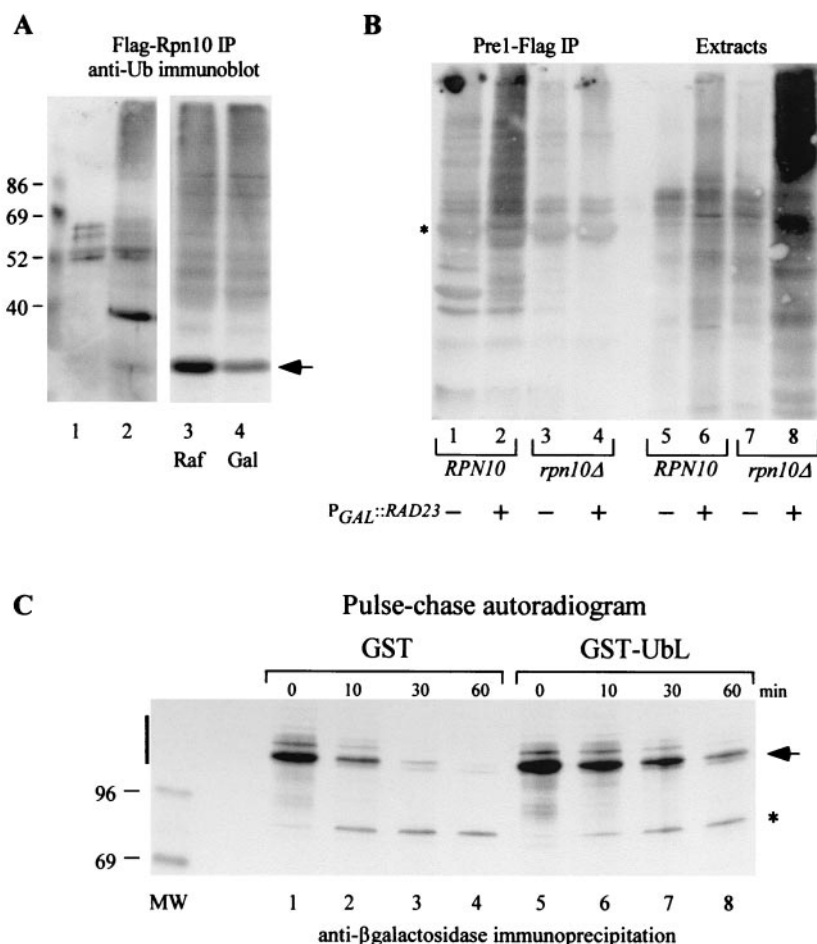 A
Flag-Rpn10 IP
anti-Ub immunoblot
86
69
52
40
1 2 3 4
Raf Gal
B
Pre1-Flag IP Extracts
*
1 2 3 4 5 6 7 8
RPN10 rpn10Δ RPN10 rpn10Δ
PGAL::RAD23 – + – + – + – +
C
Pulse-chase autoradiogram
GST GST-UbL
0 10 30 60 0 10 30 60 min
96
*
69
MW 1 2 3 4 5 6 7 8
anti-βgalactosidase immunoprecipitation